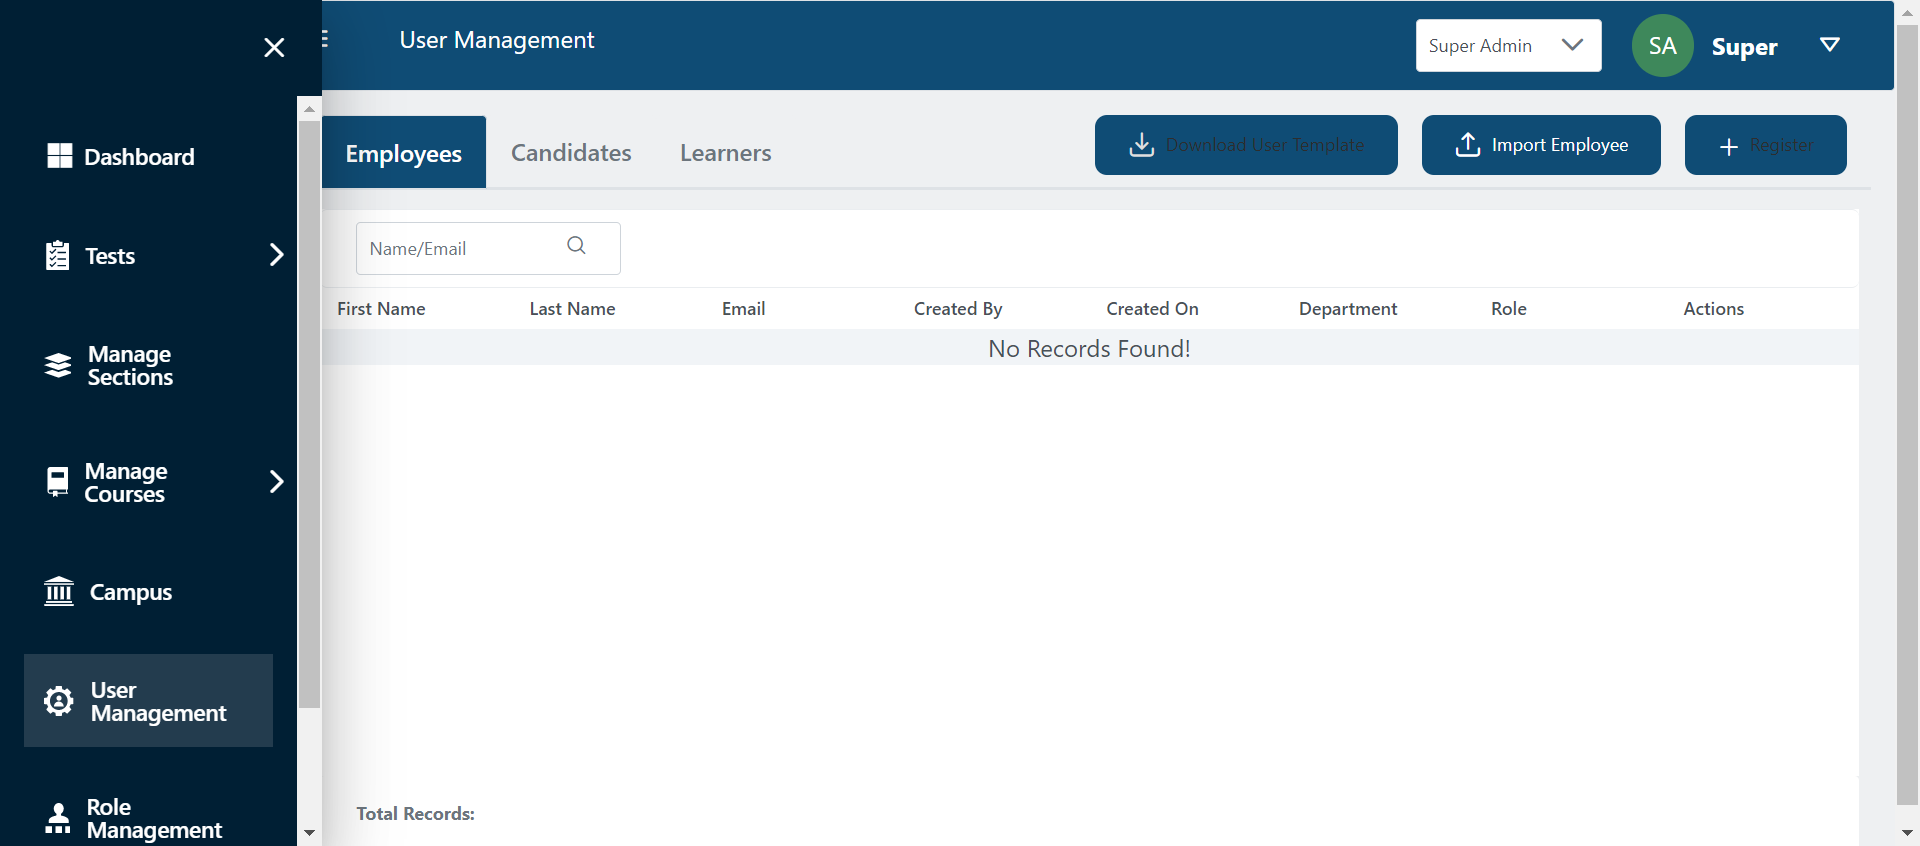 User Management
Super Admin
SA
Super
Dashboard
Tests
Manage
Sections
Manage
Courses
Campus
User
Management
Role
Management
Employees
Candidates
Learners
Download User Template
Import Employee
+ Register
Name/Email
First Name
Last Name
Email
Created By
Created On
Department
Role
Actions
No Records Found!
Total Records: